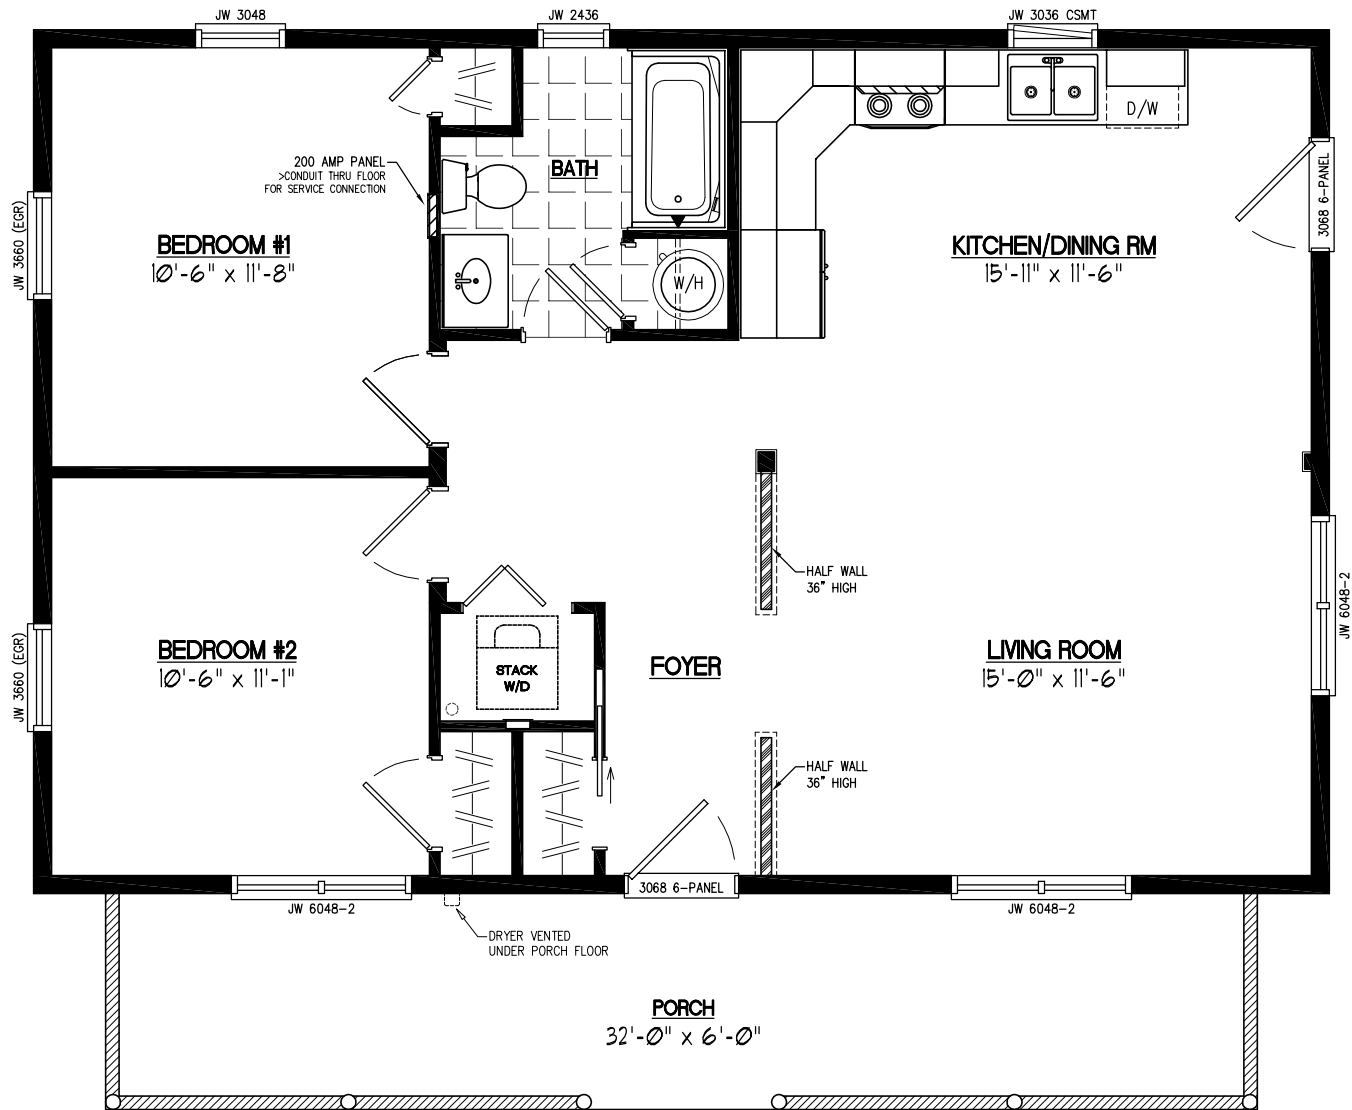 JW 3048
JW 2436
JW 3036 CSMT
D/W
200 AMP PANEL
>CONDUIT THRU FLOOR
FOR SERVICE CONNECTION
BATH
3068 6-PANEL
JW 3660 (EGR)
BEDROOM #1
10'-6" x 11'-8"
KITCHEN/DINING RM
15'-11" x 11'-6"
W/H
HALF WALL
36" HIGH
JW 6048-2
JW 3660 (EGR)
BEDROOM #2
10'-6" x 11'-1"
STACK
W/D
FOYER
LIVING ROOM
15'-0" x 11'-6"
HALF WALL
36" HIGH
3068 6-PANEL
JW 6048-2
JW 6048-2
DRYER VENTED
UNDER PORCH FLOOR
PORCH
32'-0" x 6'-0"